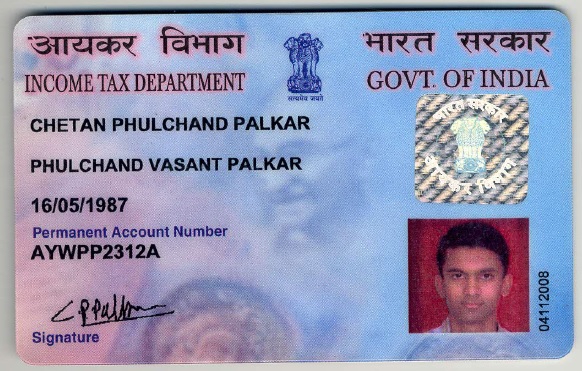 आयकर विभाग
INCOME TAX DEPARTMENT
भारत सरकार
GOVT. OF INDIA
सत्यमेव जयते
भारत सरकार
आयकर विभाग
CHETAN PHULCHAND PALKAR
PHULCHAND VASANT PALKAR
16/05/1987
Permanent Account Number
AYWPP2312A
04112008
Signature